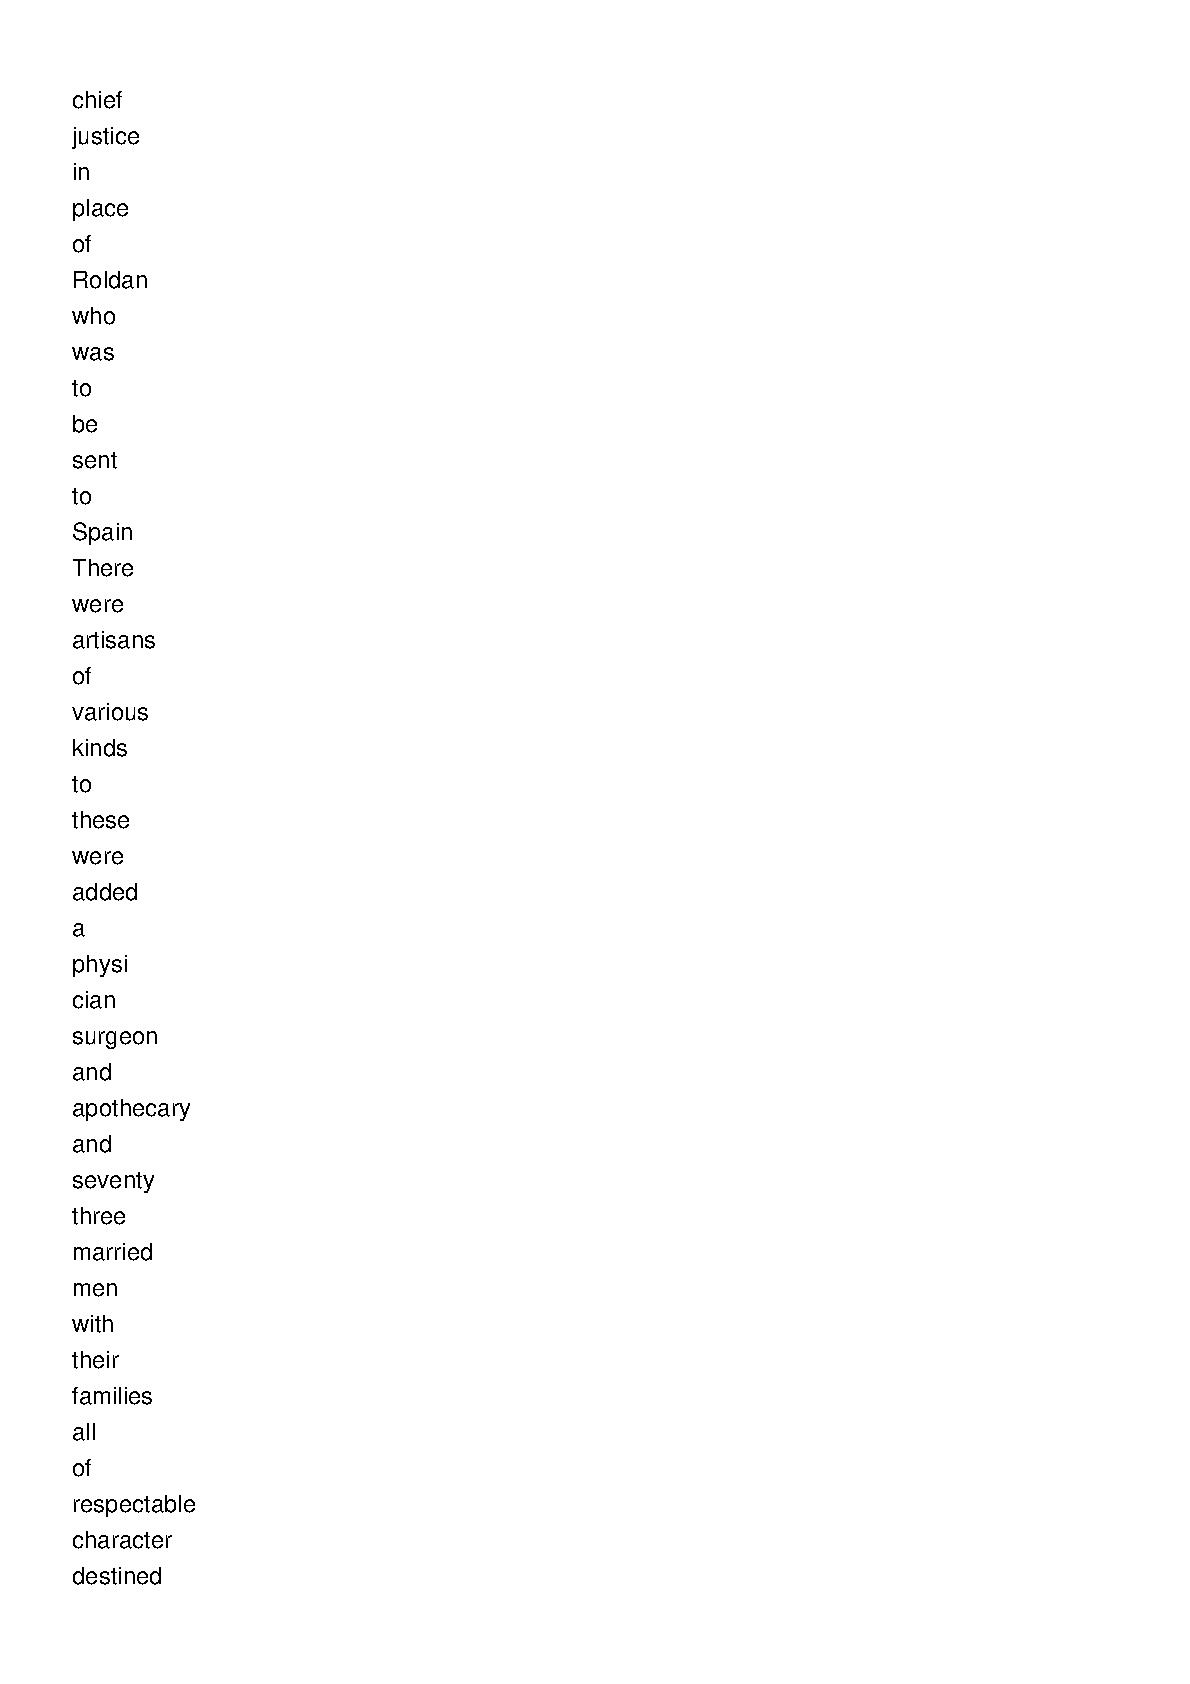 chief
justice
in
place
of
Roldan
who
was
to
be
sent
to
Spain
There
were
artisans
of
various
kinds
to
these
were
added
a
physi
cian
surgeon
and
apothecary
and
seventy
three
married
men
with
their
families
all
of
respectable
character
destined